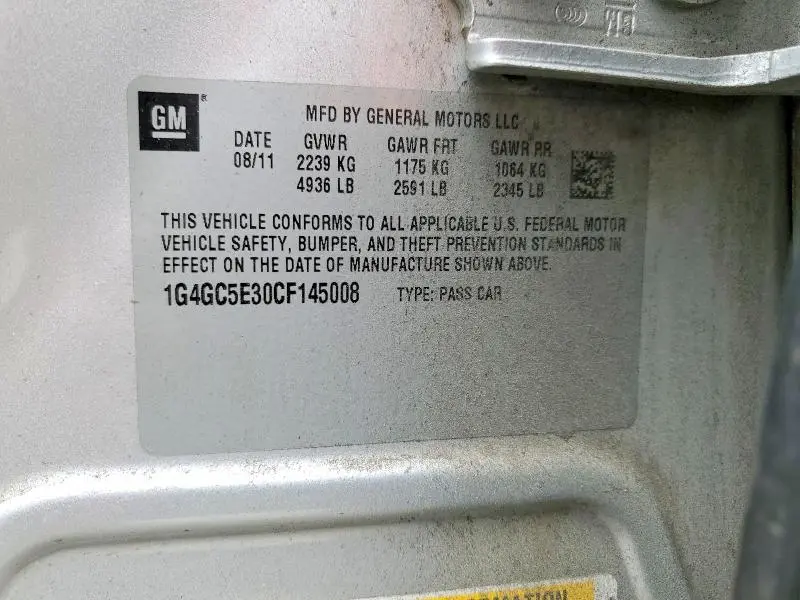 GM®
MFD BY GENERAL MOTORS LLC
DATE GVWR GAWR FRT GAWR RR
08/11 2239 KG 1175 KG 1064 KG
4936 LB 2591 LB 2345 LB
THIS VEHICLE CONFORMS TO ALL APPLICABLE U.S. FEDERAL MOTOR
VEHICLE SAFETY, BUMPER, AND THEFT PREVENTION STANDARDS IN
EFFECT ON THE DATE OF MANUFACTURE SHOWN ABOVE.
1G4GC5E30CF145008 TYPE: PASS CAR